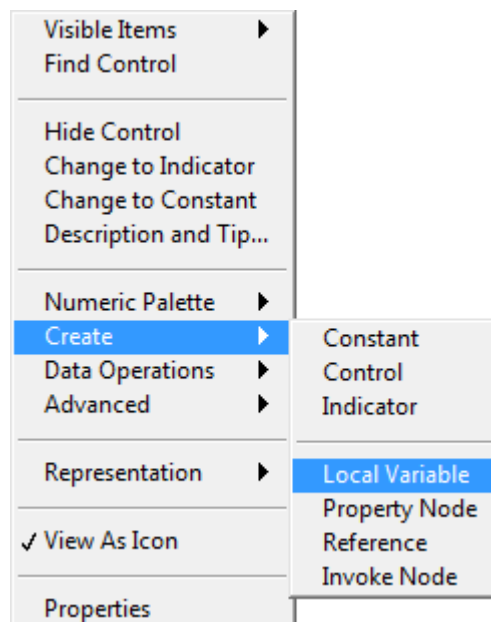 Visible Items
Find Control
Hide Control
Change to Indicator
Change to Constant
Description and Tip...
Numeric Palette
Create
Data Operations
Advanced
Representation
View As Icon
Properties
Constant
Control
Indicator
Local Variable
Property Node
Reference
Invoke Node